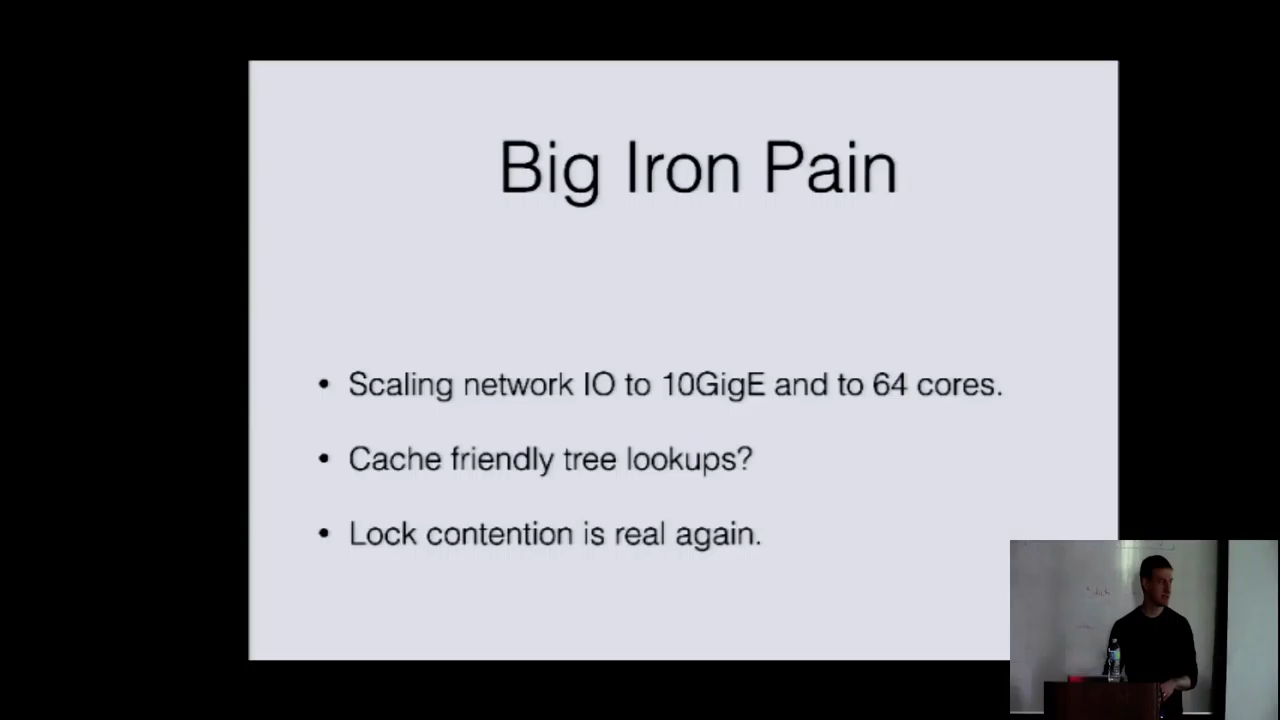 Big Iron Pain
• Scaling network IO to 10GigE and to 64 cores.
• Cache friendly tree lookups?
• Lock contention is real again.